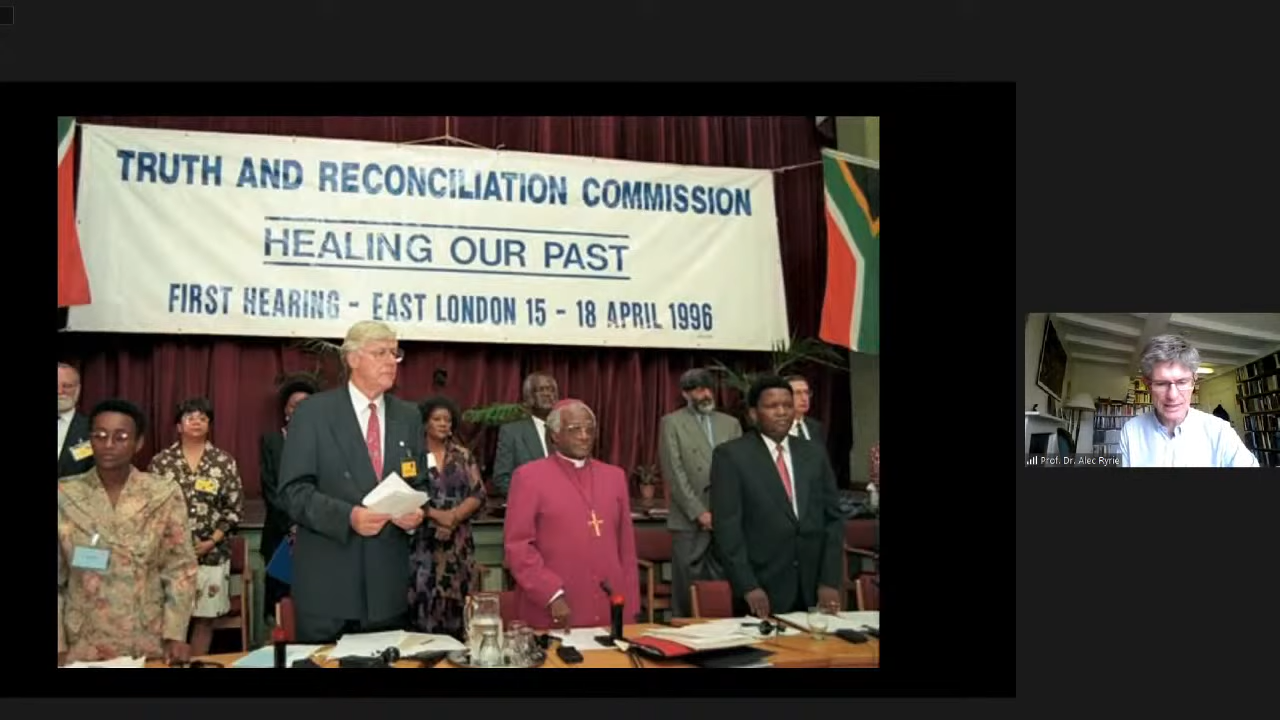 TRUTH AND RECONCILIATION COMMISSION
HEALING OUR PAST
FIRST HEARING - EAST LONDON 15 - 18 APRIL 1996
Prof. Dr. Alec Ryrie